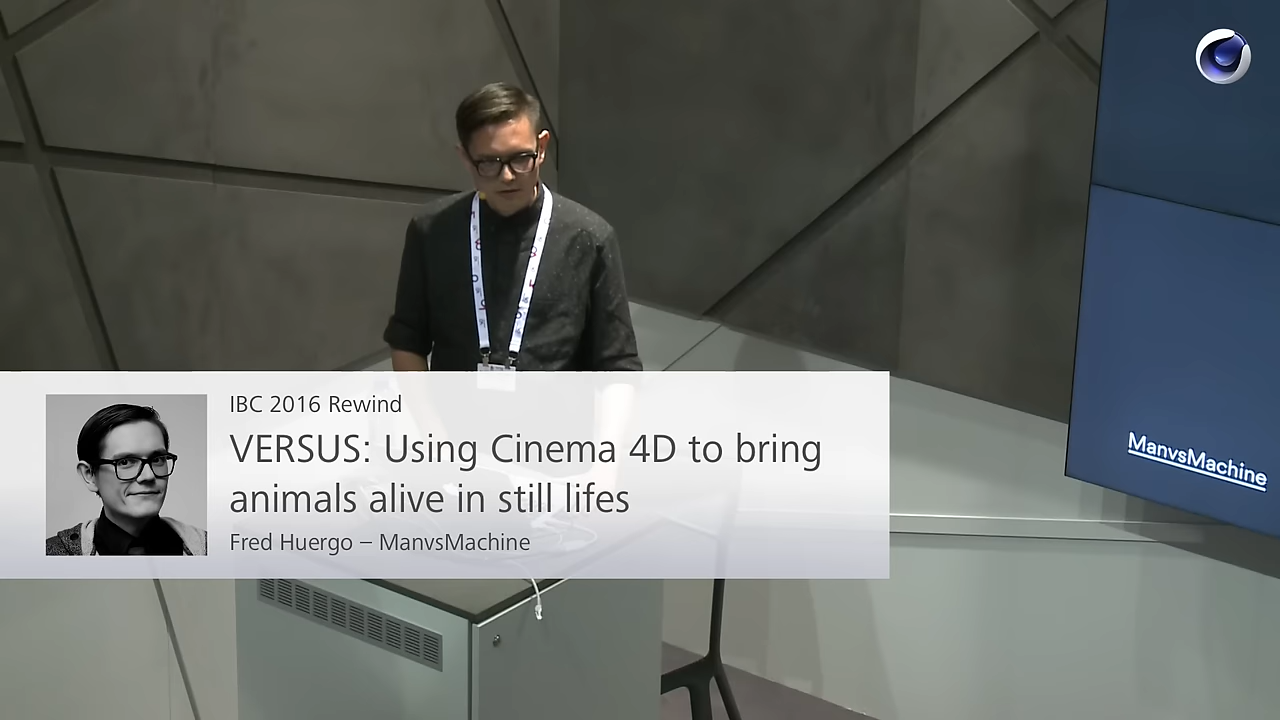 IBC 2016 Rewind
VERSUS: Using Cinema 4D to bring
animals alive in still lifes
Fred Huergo – ManvsMachine
ManvsMachine